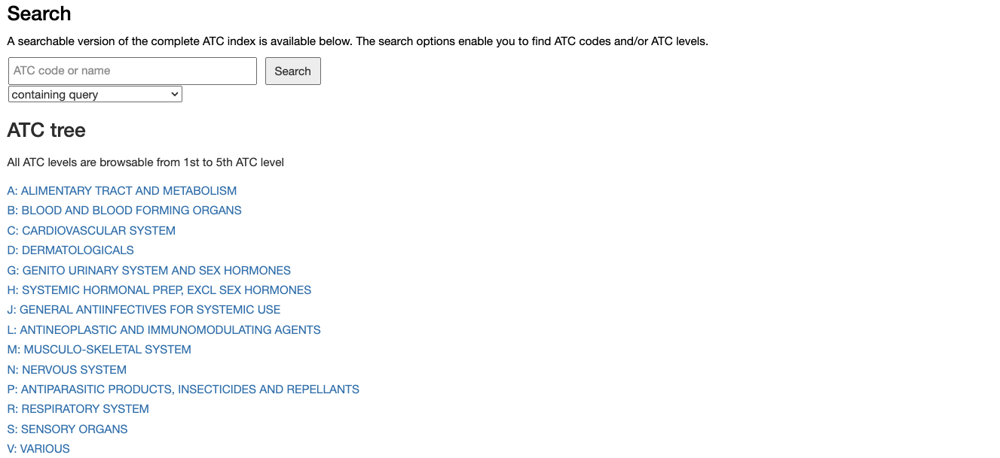 Search
A searchable version of the complete ATC index is available below. The search options enable you to find ATC codes and/or ATC levels.
ATC code or name
Search
containing query
ATC tree
All ATC levels are browsable from 1st to 5th ATC level
A: ALIMENTARY TRACT AND METABOLISM
B: BLOOD AND BLOOD FORMING ORGANS
C: CARDIOVASCULAR SYSTEM
D: DERMATOLOGICALS
G: GENITO URINARY SYSTEM AND SEX HORMONES
H: SYSTEMIC HORMONAL PREP, EXCL SEX HORMONES
J: GENERAL ANTIINFECTIVES FOR SYSTEMIC USE
L: ANTINEOPLASTIC AND IMMUNOMODULATING AGENTS
M: MUSCULO-SKELETAL SYSTEM
N: NERVOUS SYSTEM
P: ANTIPARASITIC PRODUCTS, INSECTICIDES AND REPELLANTS
R: RESPIRATORY SYSTEM
S: SENSORY ORGANS
V: VARIOUS